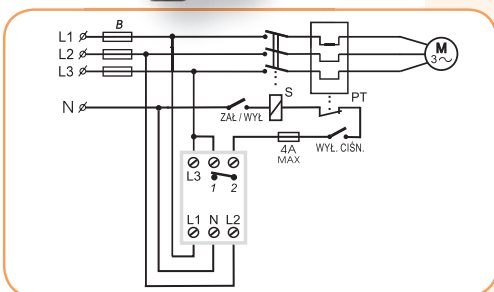 B
L1
L2
L3
M
3~
N
S
PT
ZAŁ / WYŁ
4A
MAX
WYŁ. CIŚN.
L3
1 2
L1 N L2